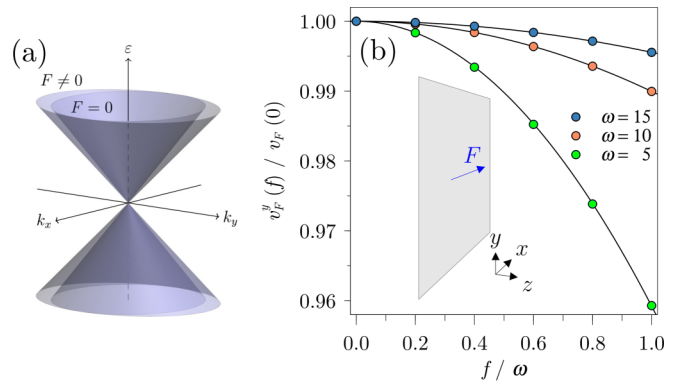 (a)
ε
F ≠ 0
F = 0
k_x
k_y
(b)
v_F^y(f) / v_F(0)
1.00
0.99
0.98
0.97
0.96
ω = 15
ω = 10
ω = 5
F
y
x
z
0.0 0.2 0.4 0.6 0.8 1.0
f / ω